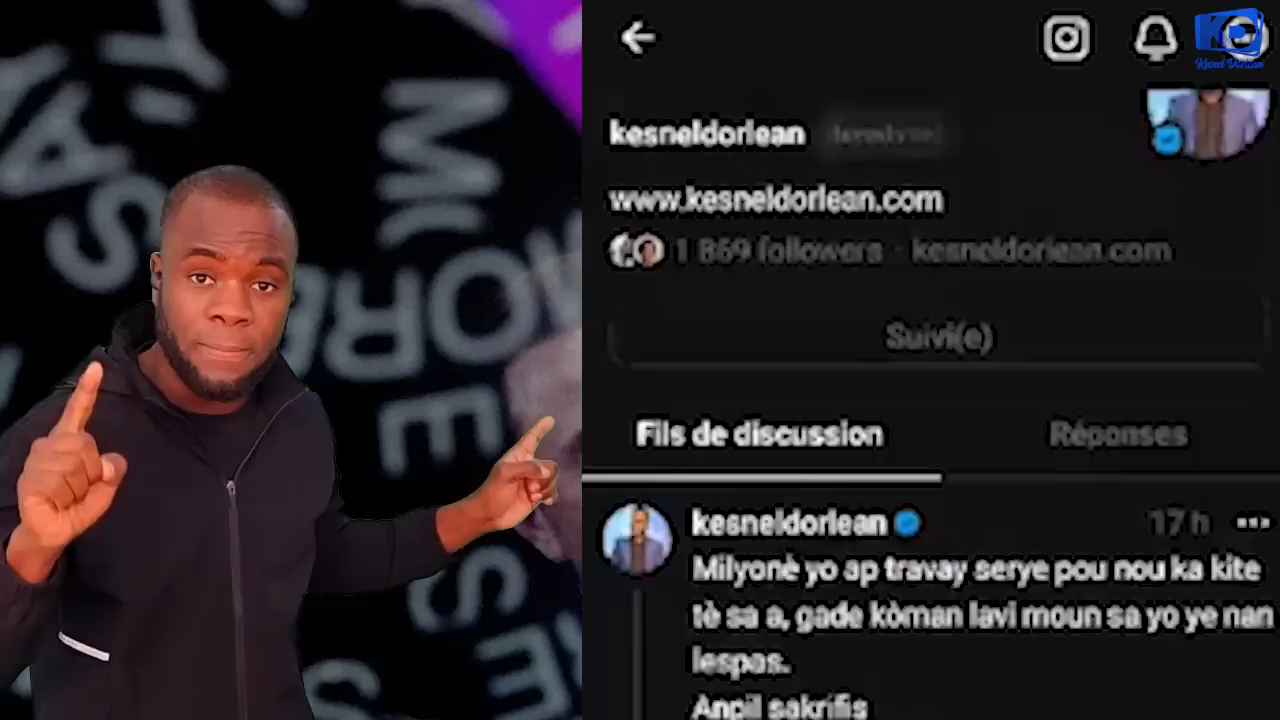 MORE
kesneldorlean
www.kesneldorlean.com
1 869 followers · kesneldorlean.com
Suivi(e)
Fils de discussion
Réponses
kesneldorlean
17 h
Milyonè yo ap travay serye pou nou ka kite
tè sa a, gade kòman lavi moun sa yo ye nan
lespas.
Anpil sakrifis